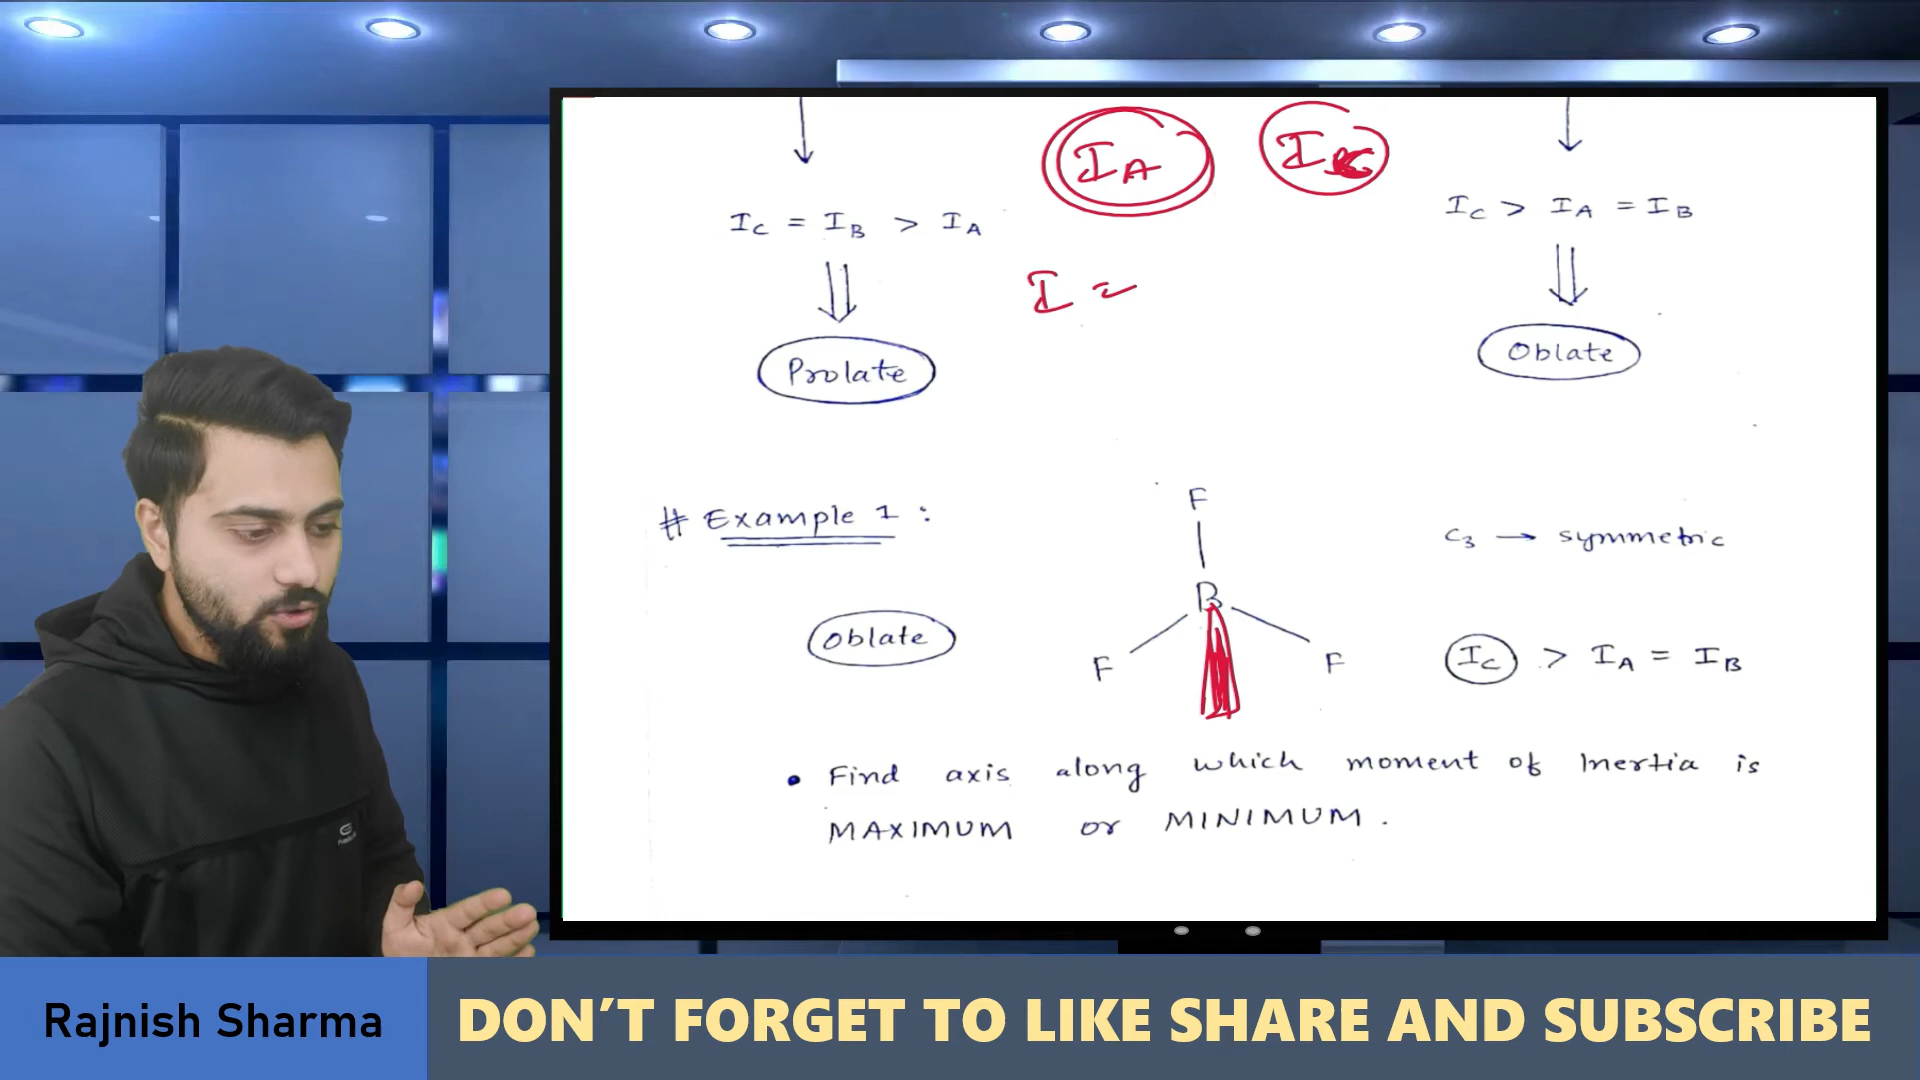 I_A I_C
I_C = I_B > I_A
I_C > I_A = I_B
I =
Prolate
Oblate
# Example 1 :
F
B
F F
C₃ → symmetric
Oblate
I_C > I_A = I_B
• Find axis along which moment of Inertia is
MAXIMUM or MINIMUM.
Rajnish Sharma
DON'T FORGET TO LIKE SHARE AND SUBSCRIBE